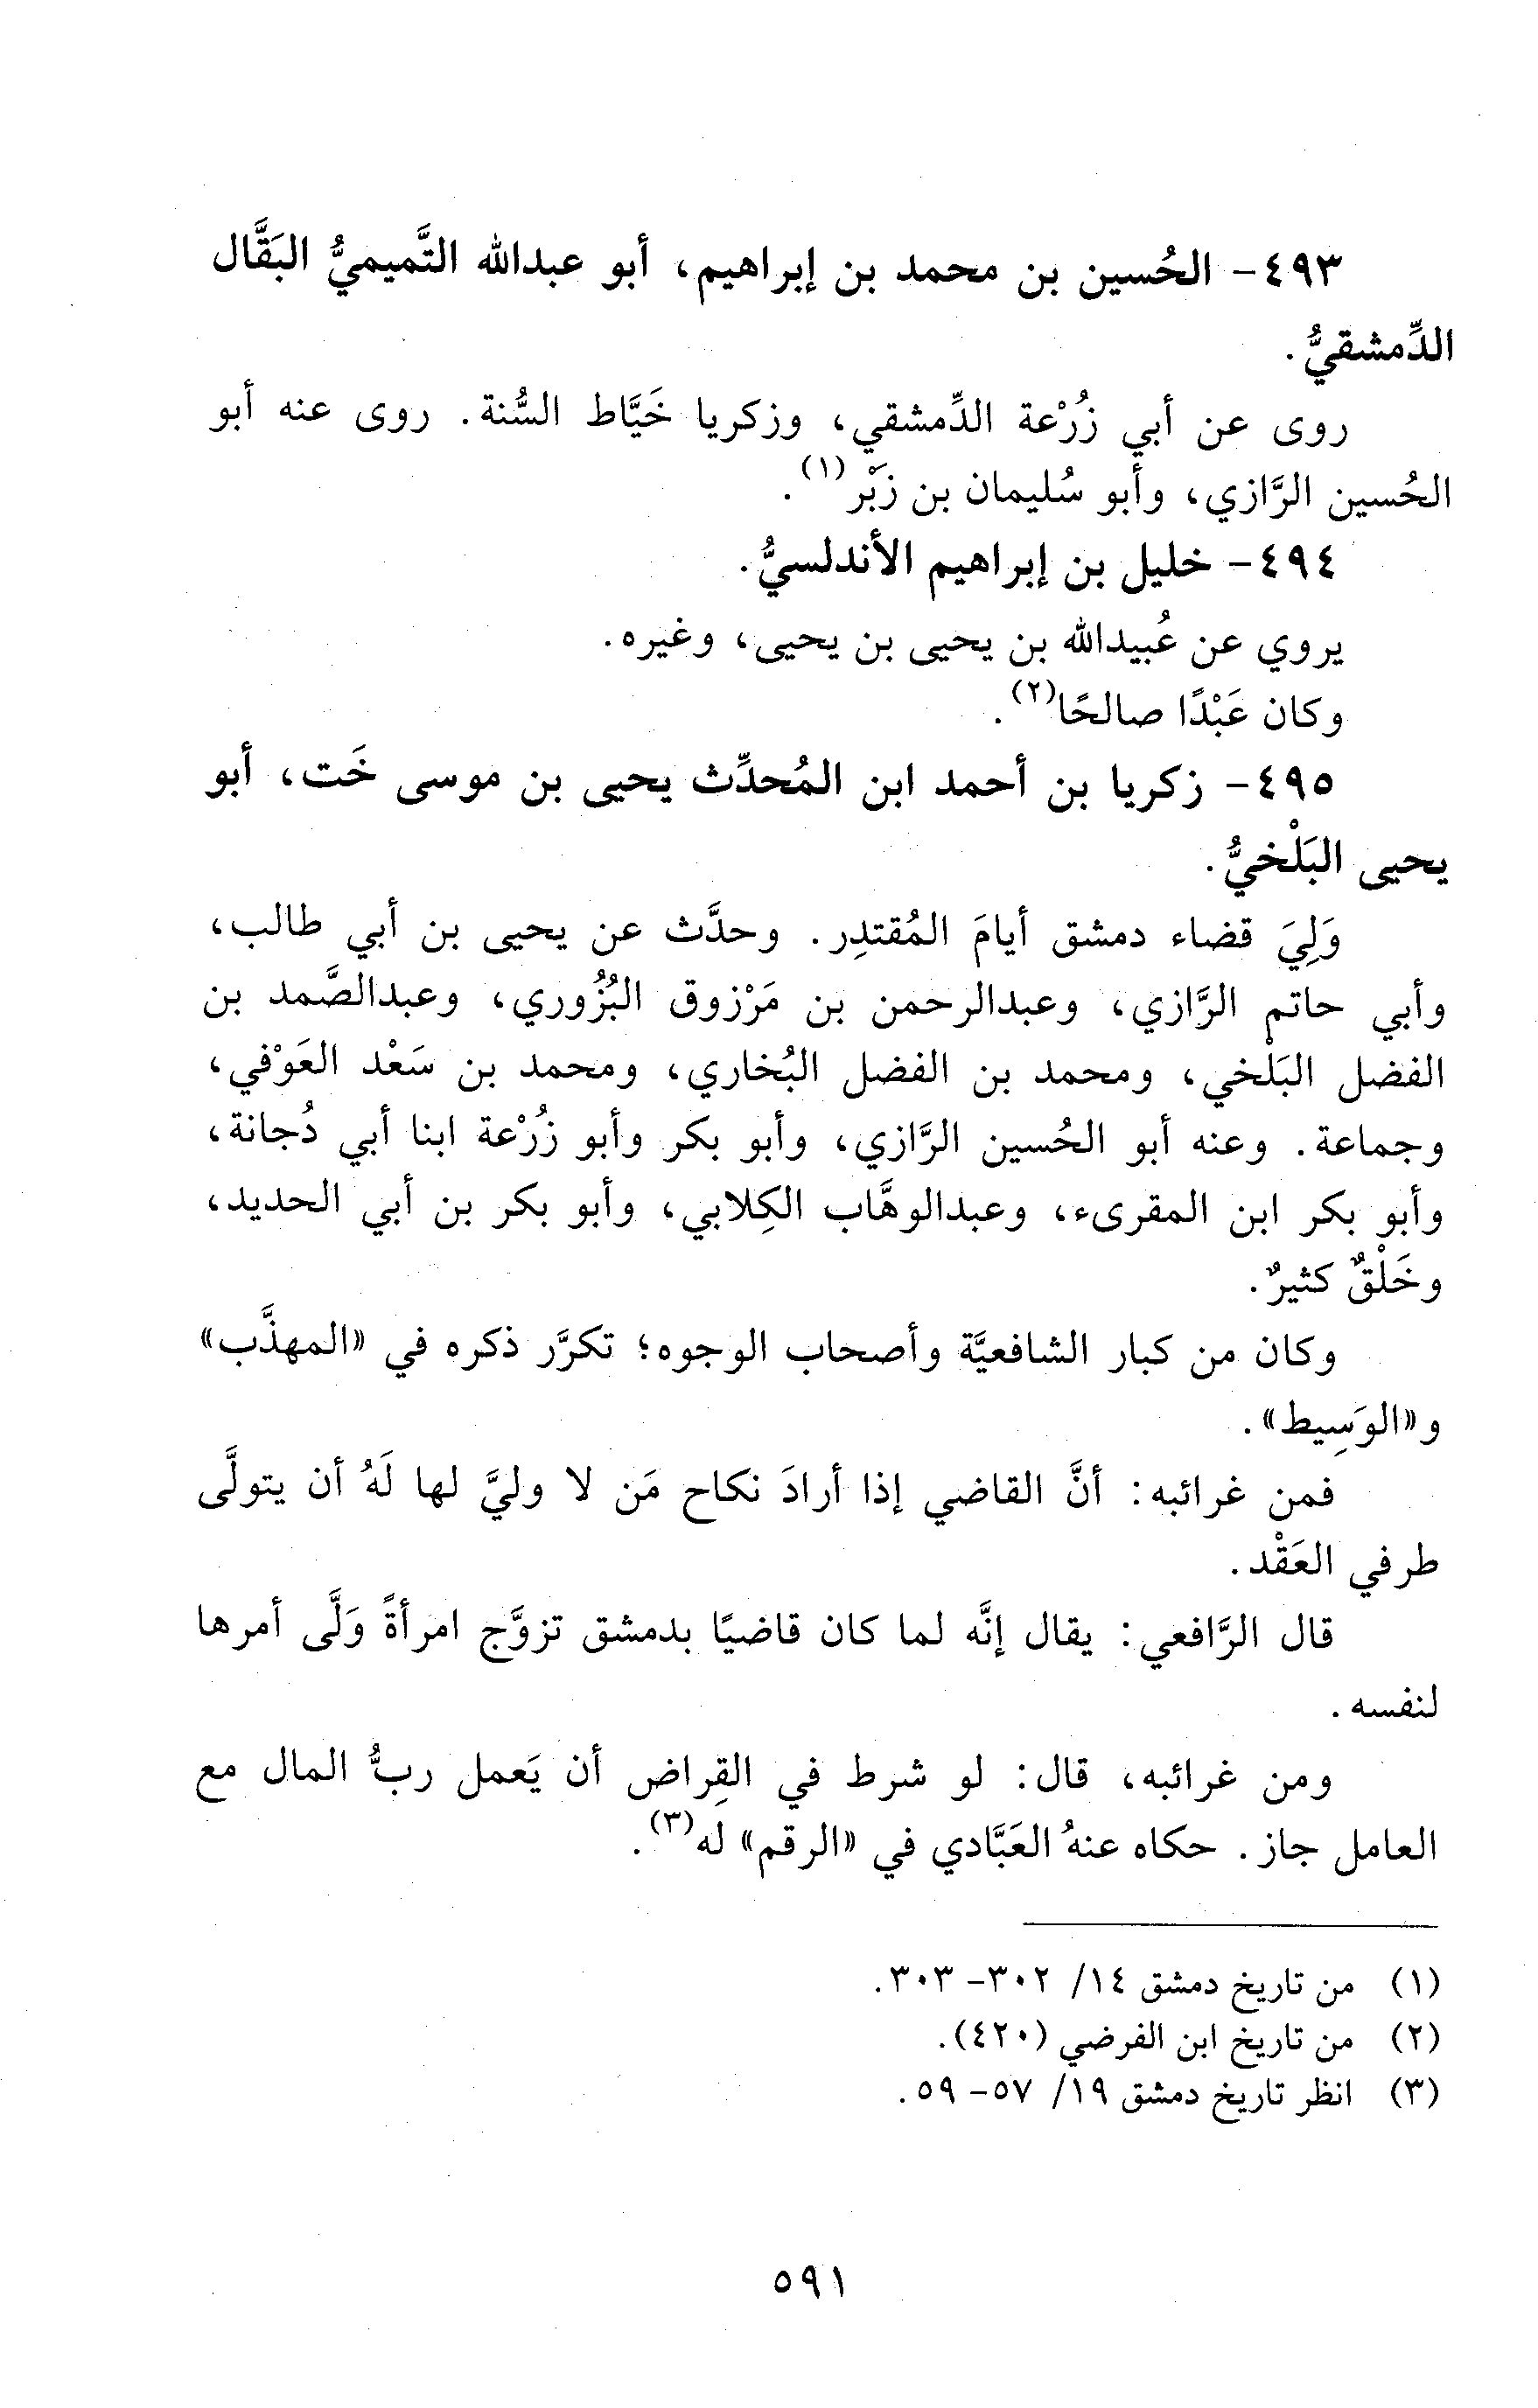 ٤٩٣- الحُسين بن محمد بن إبراهيم، أبو عبدالله التَّميميُّ البَقَّال
الدِّمشقيُّ.
روى عن أبي زُرْعة الدِّمشقي، وزكريا خَيَّاط السُّنة. روى عنه أبو
الحُسين الرَّازي، وأبو سُليمان بن زَبْر(١).
٤٩٤- خليل بن إبراهيم الأندلسيُّ.
يروي عن عُبيدالله بن يحيى بن يحيى، وغيره.
وكان عَبْدًا صالحًا(٢).
٤٩٥- زكريا بن أحمد ابن المُحدِّث يحيى بن موسى خَت، أبو
يحيى البَلْخيُّ.
وَلِيَ قضاء دمشق أيامَ المُقتدِر. وحدَّث عن يحيى بن أبي طالب،
وأبي حاتم الرَّازي، وعبدالرحمن بن مَرْزوق البُزُوري، وعبدالصَّمد بن
الفضل البَلْخي، ومحمد بن الفضل البُخاري، ومحمد بن سَعْد العَوْفي،
وجماعة. وعنه أبو الحُسين الرَّازي، وأبو بكر وأبو زُرْعة ابنا أبي دُجانة،
وأبو بكر ابن المقرىء، وعبدالوهَّاب الكِلابي، وأبو بكر بن أبي الحديد،
وخَلْقٌ كثيرٌ.
وكان من كبار الشافعيَّة وأصحاب الوجوه؛ تكرَّر ذكره في «المهذَّب»
و«الوَسِيط».
فمن غرائبه: أنَّ القاضي إذا أرادَ نكاح مَن لا وليَّ لها لَهُ أن يتولَّى
طرفي العَقْد.
قال الرَّافعي: يقال إنَّه لما كان قاضيًا بدمشق تزوَّج امرأةً وَلَّى أمرها
لنفسه.
ومن غرائبه، قال: لو شرط في القِراض أن يَعمل ربُّ المال مع
العامل جاز. حكاه عنهُ العَبَّادي في «الرقم» له(٣).
(١) من تاريخ دمشق ١٤/ ٣٠٢- ٣٠٣.
(٢) من تاريخ ابن الفرضي (٤٢٠).
(٣) انظر تاريخ دمشق ١٩/ ٥٧- ٥٩.
٥٩١